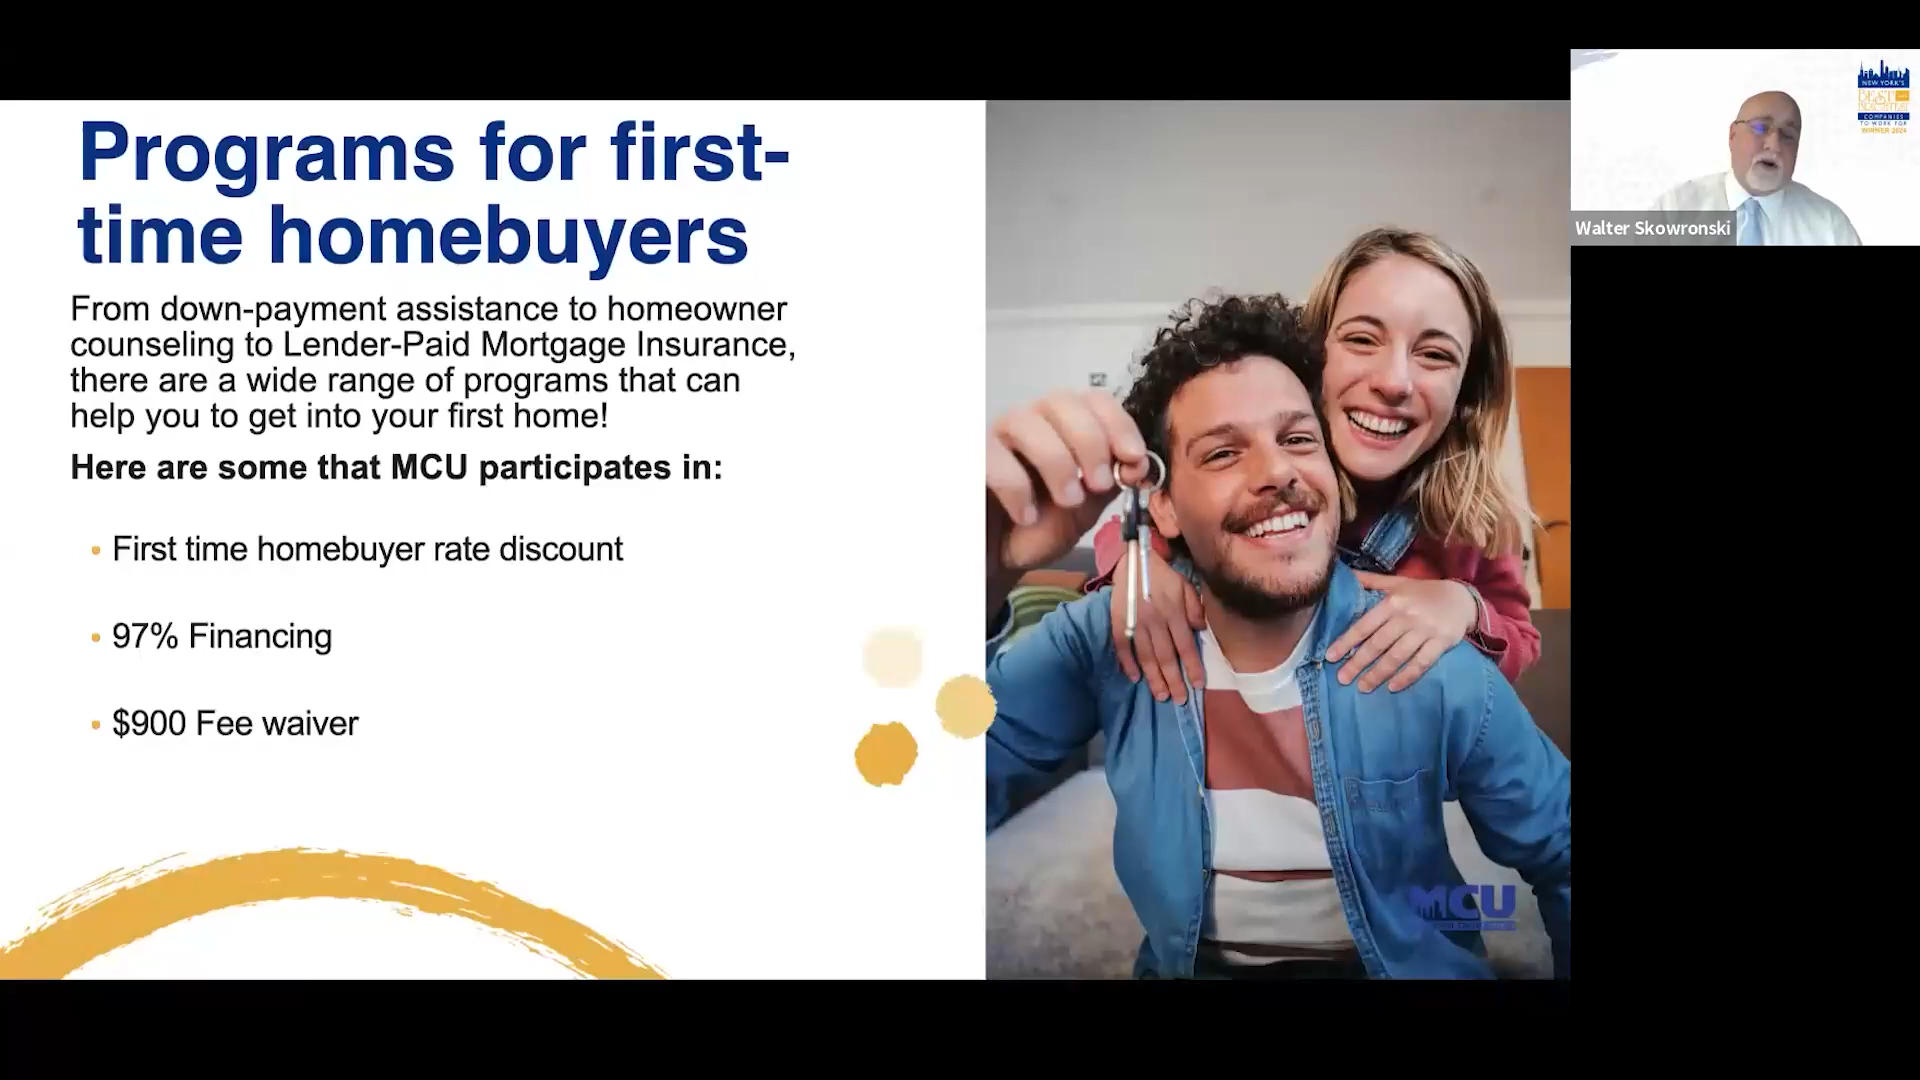 Programs for first-
time homebuyers
From down-payment assistance to homeowner
counseling to Lender-Paid Mortgage Insurance,
there are a wide range of programs that can
help you to get into your first home!
Here are some that MCU participates in:
• First time homebuyer rate discount
• 97% Financing
• $900 Fee waiver
MCU
NEW YORK'S
BEST
COMPANIES
TO WORK FOR
WINNER 2024
Walter Skowronski